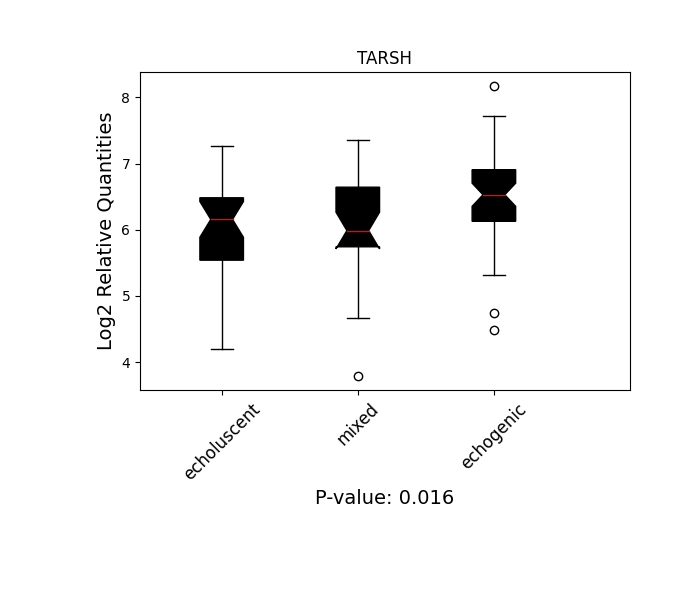 TARSH
Log2 Relative Quantities
8
7
6
5
4
echoluscent
mixed
echogenic
P-value: 0.016